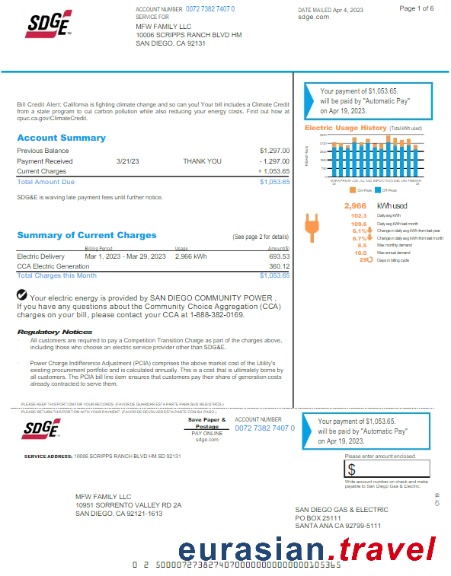 SDGE
ACCOUNT NUMBER 0072 7382 7407 0
SERVICE FOR
MFW FAMILY LLC
10006 SCRIPPS RANCH BLVD HM
SAN DIEGO, CA 92131
DATE MAILED Apr 4, 2023
sdge.com
Page 1 of 6
Your payment of $1,053.65
will be paid by "Automatic Pay"
on Apr 19, 2023.
Bill Credit Alert: California is fighting climate change and so can you! Your bill includes a Climate Credit
from a state program to cut carbon pollution while also reducing your energy costs. Find out how at
cpuc.ca.gov/ClimateCredit.
Account Summary
Previous Balance $1,297.00
Payment Received 3/21/23 THANK YOU - 1,297.00
Current Charges + 1,053.65
Total Amount Due $1,053.65
SDG&E is waiving late payment fees until further notice.
Electric Usage History (Total kWh used)
On-Peak Off-Peak
2,966 kWh used
102.3 Daily avg kWh
109.6 Daily avg last month
Change in daily avg kWh from last year
6.7% Change in daily avg kWh from last month
Max monthly demand
Max annual demand
29 Days in billing cycle
Summary of Current Charges (See page 2 for details)
Billing Period Usage Amount($)
Electric Delivery Mar 1, 2023 - Mar 29, 2023 2,966 kWh 693.53
CCA Electric Generation 360.12
Total Charges this Month $1,053.65
Your electric energy is provided by SAN DIEGO COMMUNITY POWER .
If you have any questions about the Community Choice Aggregation (CCA)
charges on your bill, please contact your CCA at 1-888-382-0169.
Regulatory Notices
All customers are required to pay a Competition Transition Charge as part of the charges above,
including those who choose an electric service provider other than SDG&E.
Power Charge Indifference Adjustment (PCIA) comprises the above market cost of the Utility's
existing procurement portfolio and is calculated annually. This is a cost that is ultimately borne by
all customers. The PCIA bill line item ensures that customers pay their share of generation costs
already contracted to serve them.
PLEASE KEEP THIS PORTION FOR YOUR RECORDS. (FAVOR DE GUARDAR ESTA PARTE PARA SUS REGISTROS.)
PLEASE RETURN THIS PORTION WITH YOUR PAYMENT. (FAVOR DE DEVOLVER ESTA PARTE CON SU PAGO.)
SDGE
Save Paper &
Postage
PAY ONLINE
sdge.com
ACCOUNT NUMBER
0072 7382 7407 0
Your payment of $1,053.65
will be paid by "Automatic Pay"
on Apr 19, 2023.
SERVICE ADDRESS: 10006 SCRIPPS RANCH BLVD HM SD 92131
Please enter amount enclosed.
$
Write account number on check and make
payable to San Diego Gas & Electric.
MFW FAMILY LLC
10951 SORRENTO VALLEY RD 2A
SAN DIEGO, CA 92121-1613
SAN DIEGO GAS & ELECTRIC
PO BOX 25111
SANTA ANA CA 92799-5111
eurasian.travel